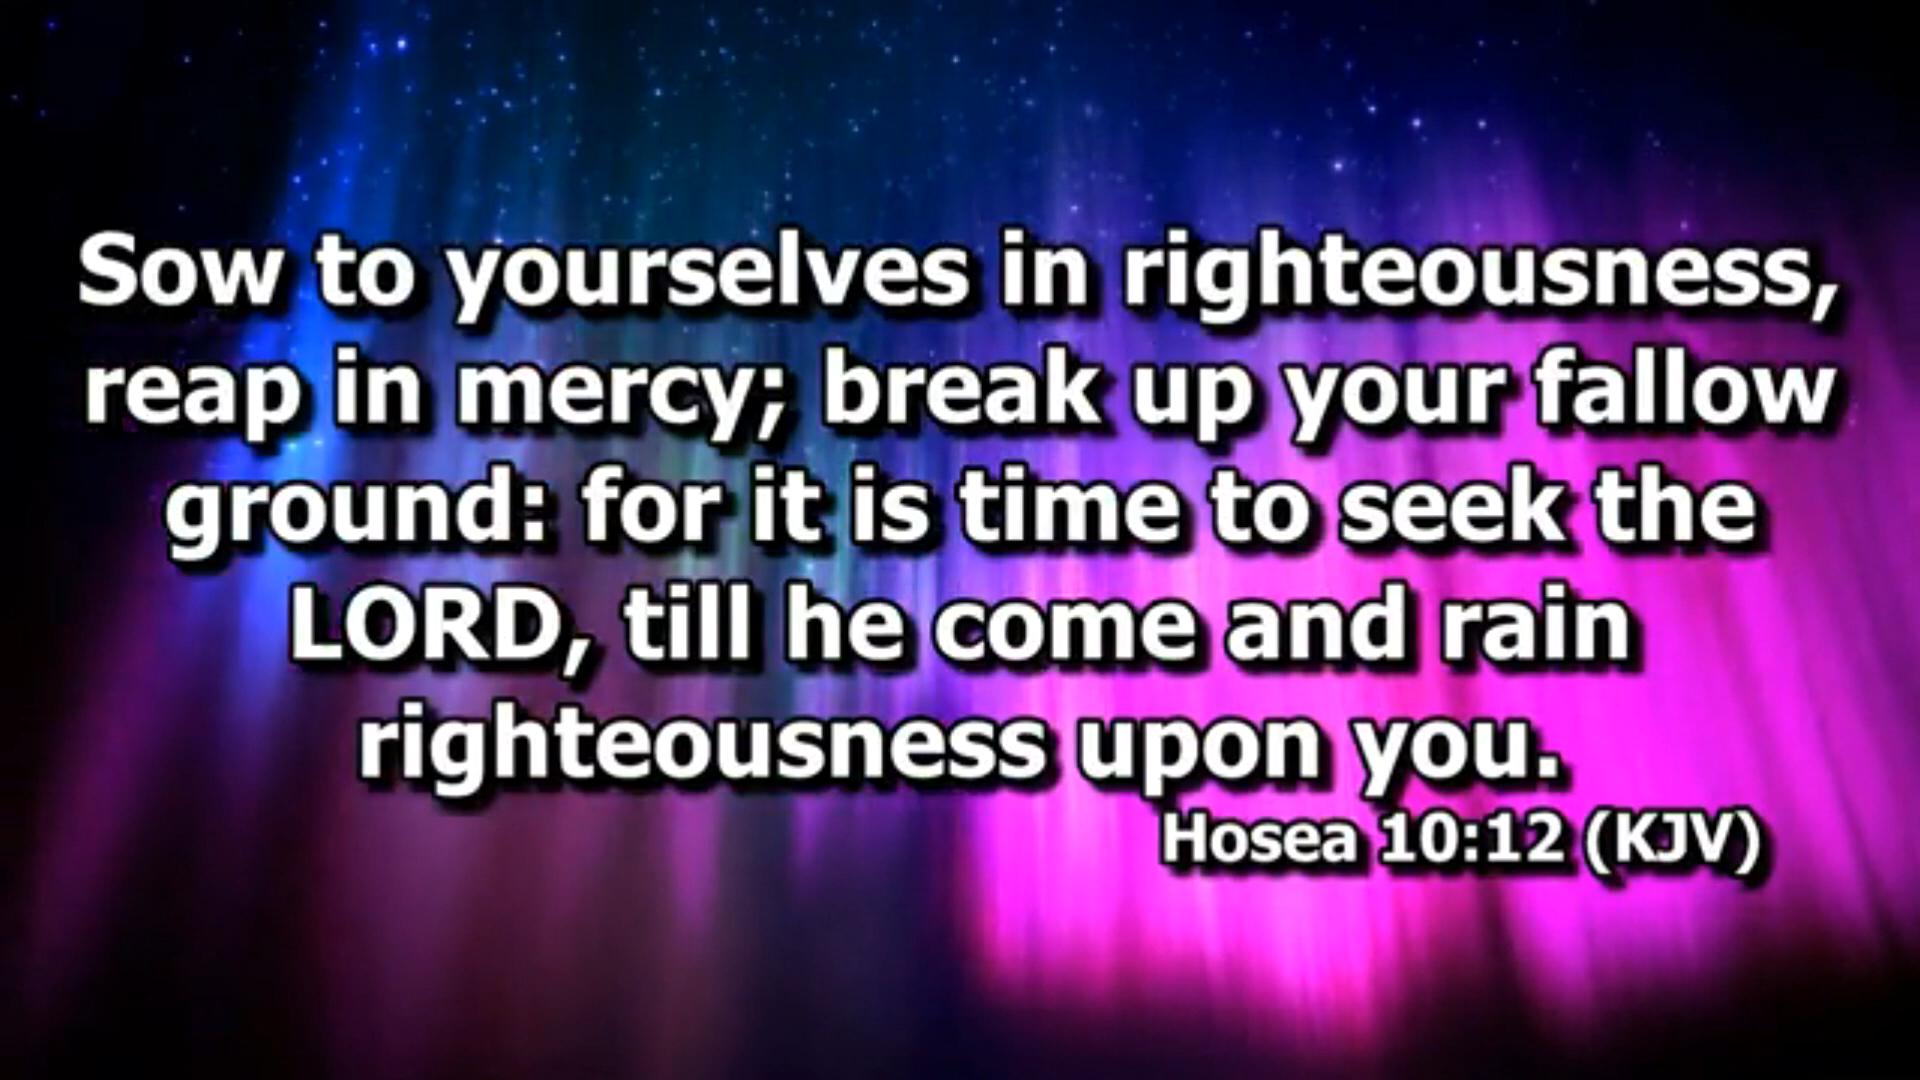 Sow to yourselves in righteousness,
reap in mercy; break up your fallow
ground: for it is time to seek the
LORD, till he come and rain
righteousness upon you.
Hosea 10:12 (KJV)